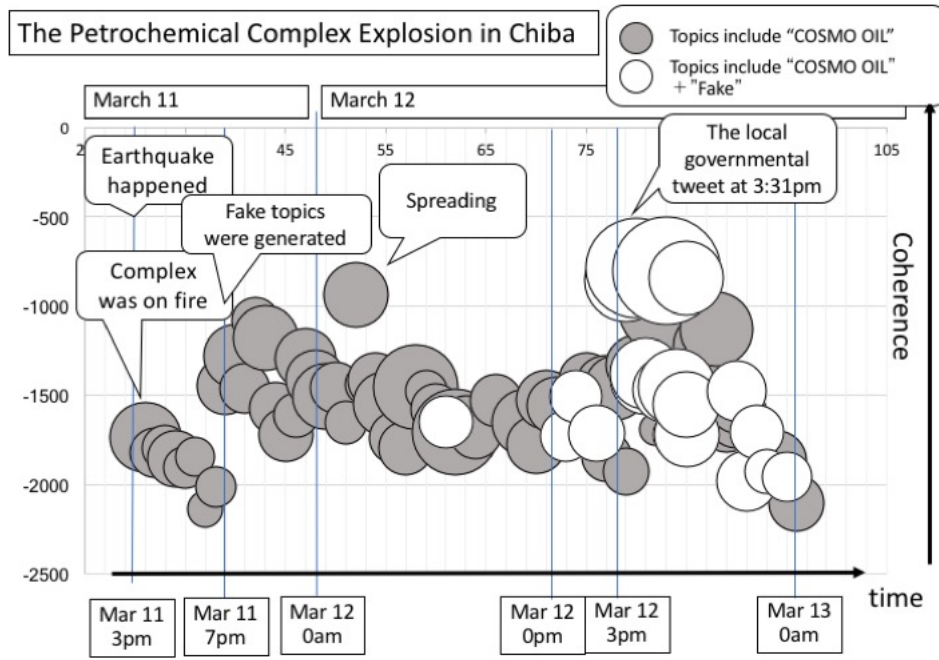 The Petrochemical Complex Explosion in Chiba
Topics include “COSMO OIL”
Topics include “COSMO OIL”
+ ”Fake”
March 11
March 12
0
2
45
55
65
75
105
Earthquake
happened
The local
governmental
tweet at 3:31pm
Spreading
Fake topics
were generated
Complex
was on fire
-500
-1000
-1500
-2000
-2500
Coherence
time
Mar 11
3pm
Mar 11
7pm
Mar 12
0am
Mar 12
0pm
Mar 12
3pm
Mar 13
0am